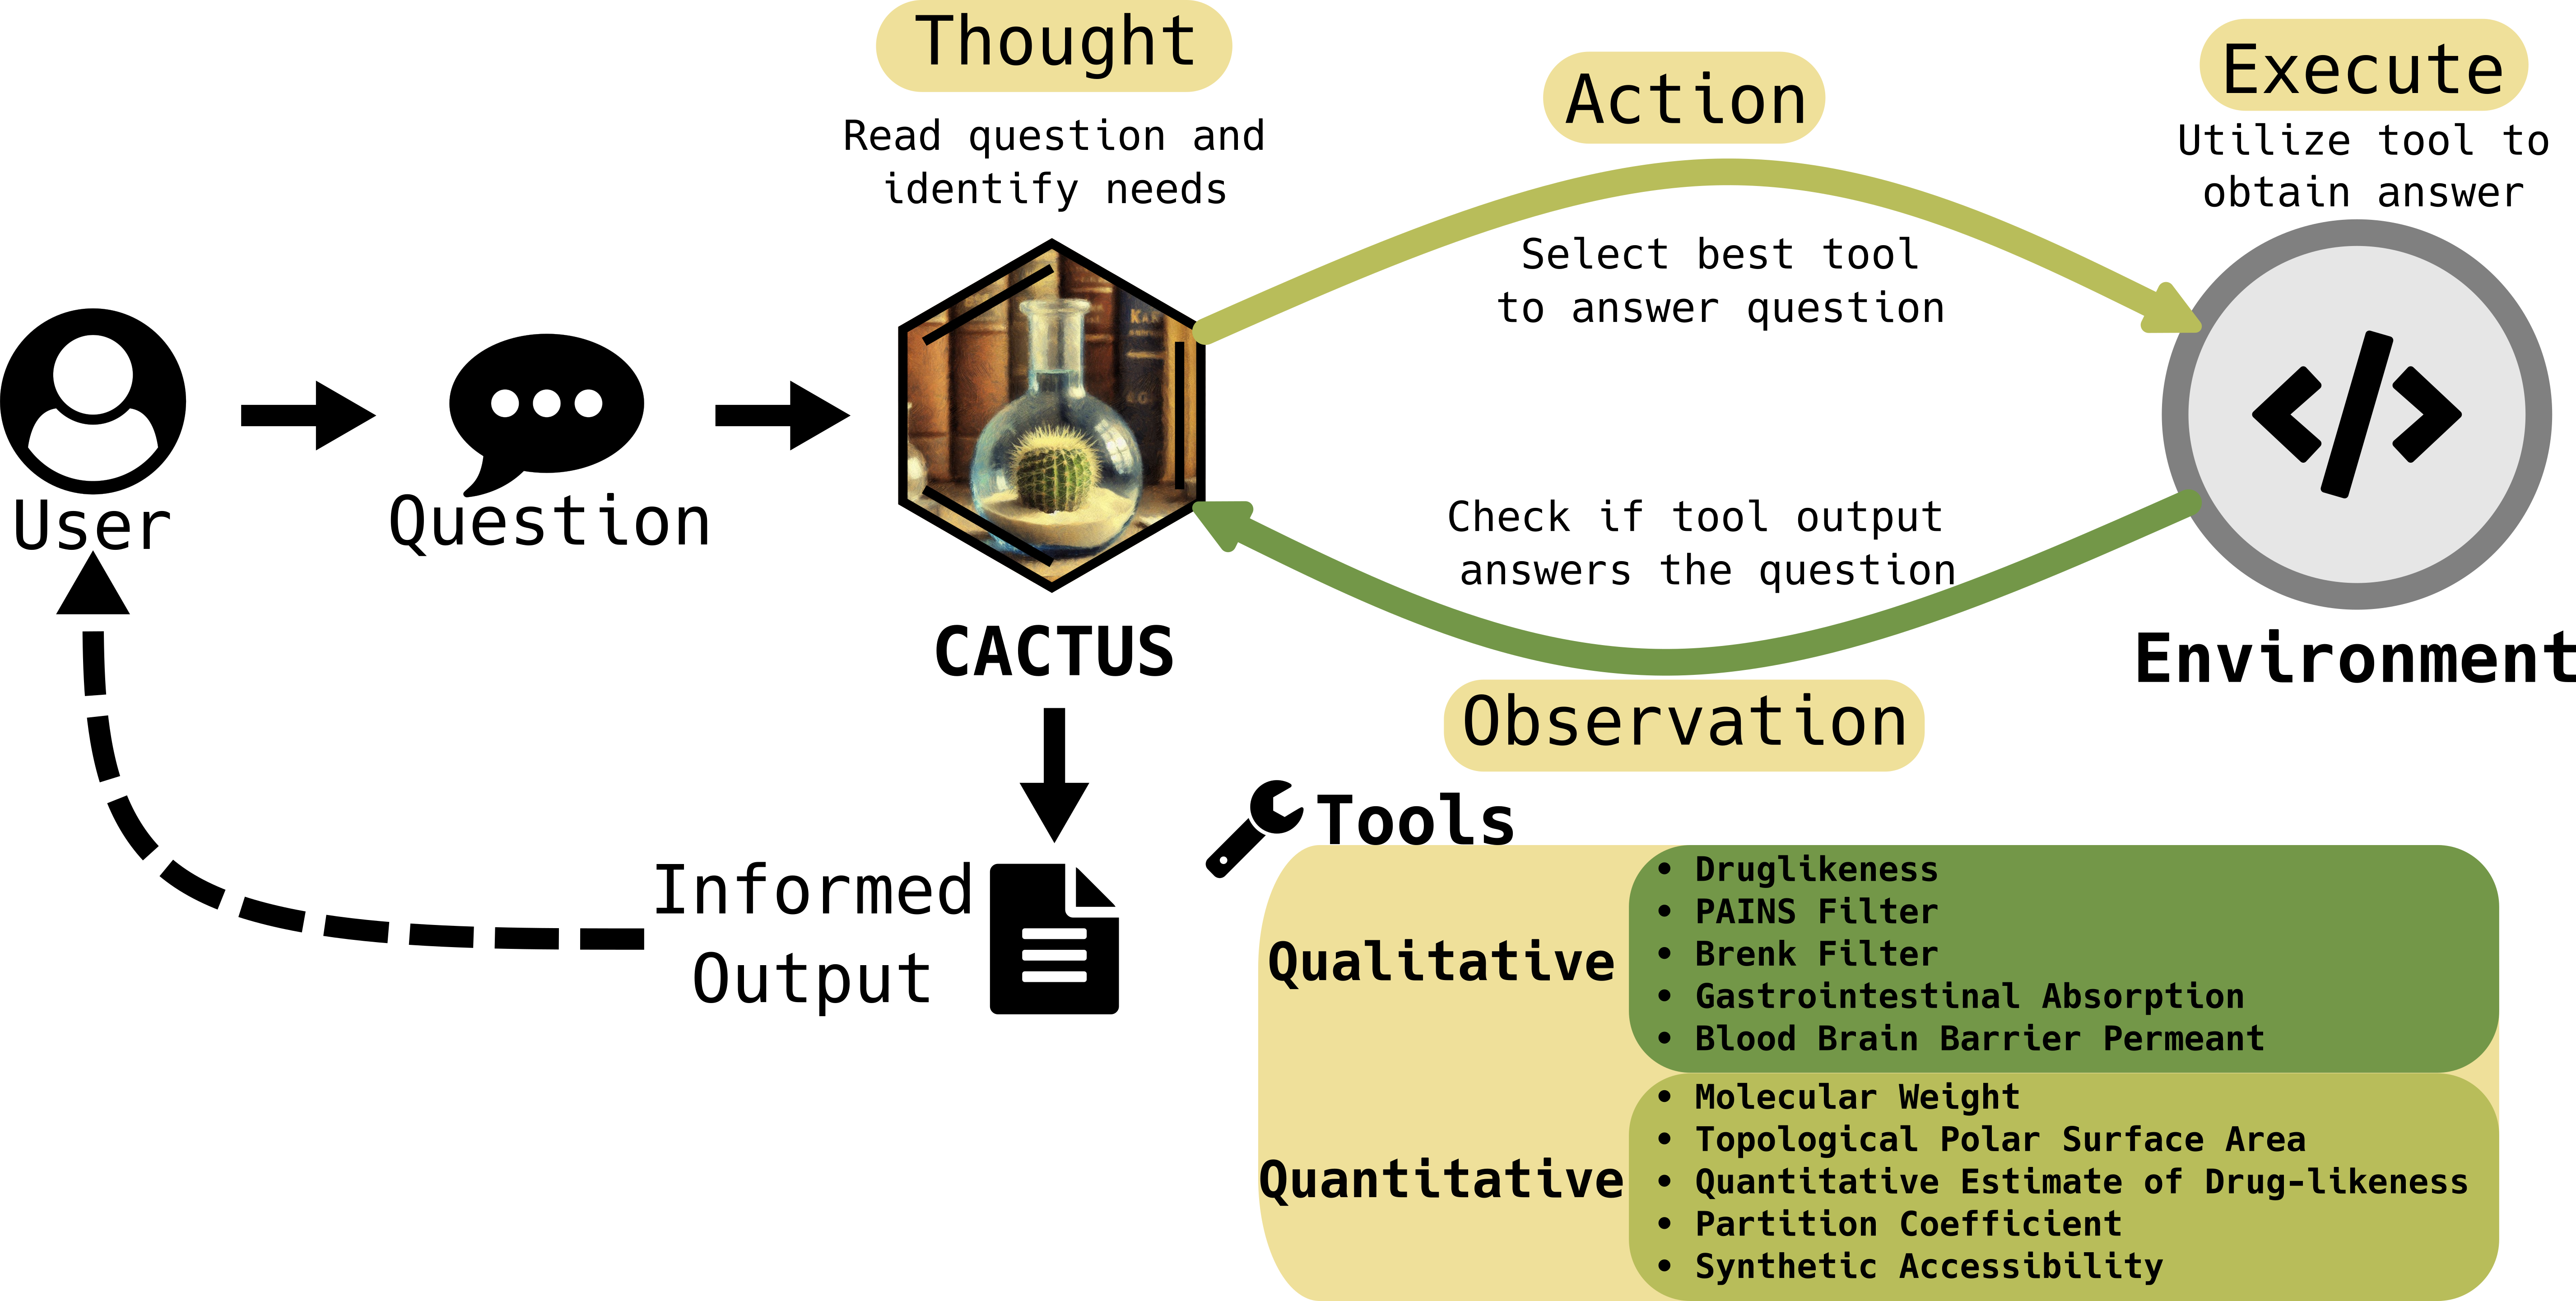 Thought
Read question and
identify needs
Action
Select best tool
to answer question
Execute
Utilize tool to
obtain answer
User
Question
CACTUS
Check if tool output
answers the question
Environment
Observation
Informed
Output
Tools
Qualitative
• Druglikeness
• PAINS Filter
• Brenk Filter
• Gastrointestinal Absorption
• Blood Brain Barrier Permeant
Quantitative
• Molecular Weight
• Topological Polar Surface Area
• Quantitative Estimate of Drug-likeness
• Partition Coefficient
• Synthetic Accessibility